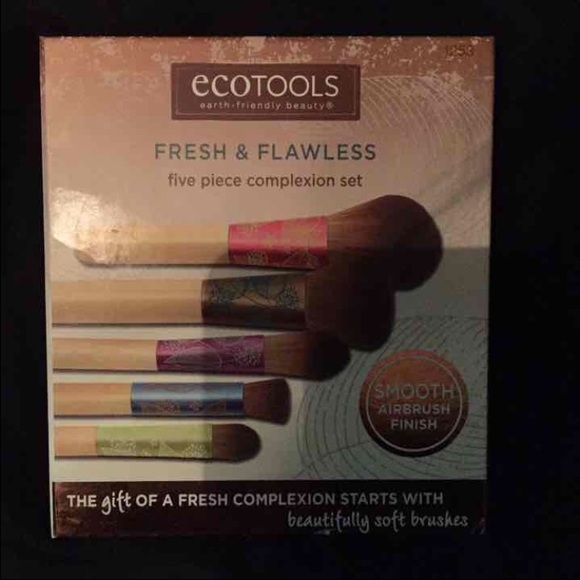 1253
ecoTOOLS
earth-friendly beauty®
FRESH & FLAWLESS
five piece complexion set
SMOOTH
AIRBRUSH
FINISH
THE gift OF A FRESH COMPLEXION STARTS WITH
beautifully soft brushes